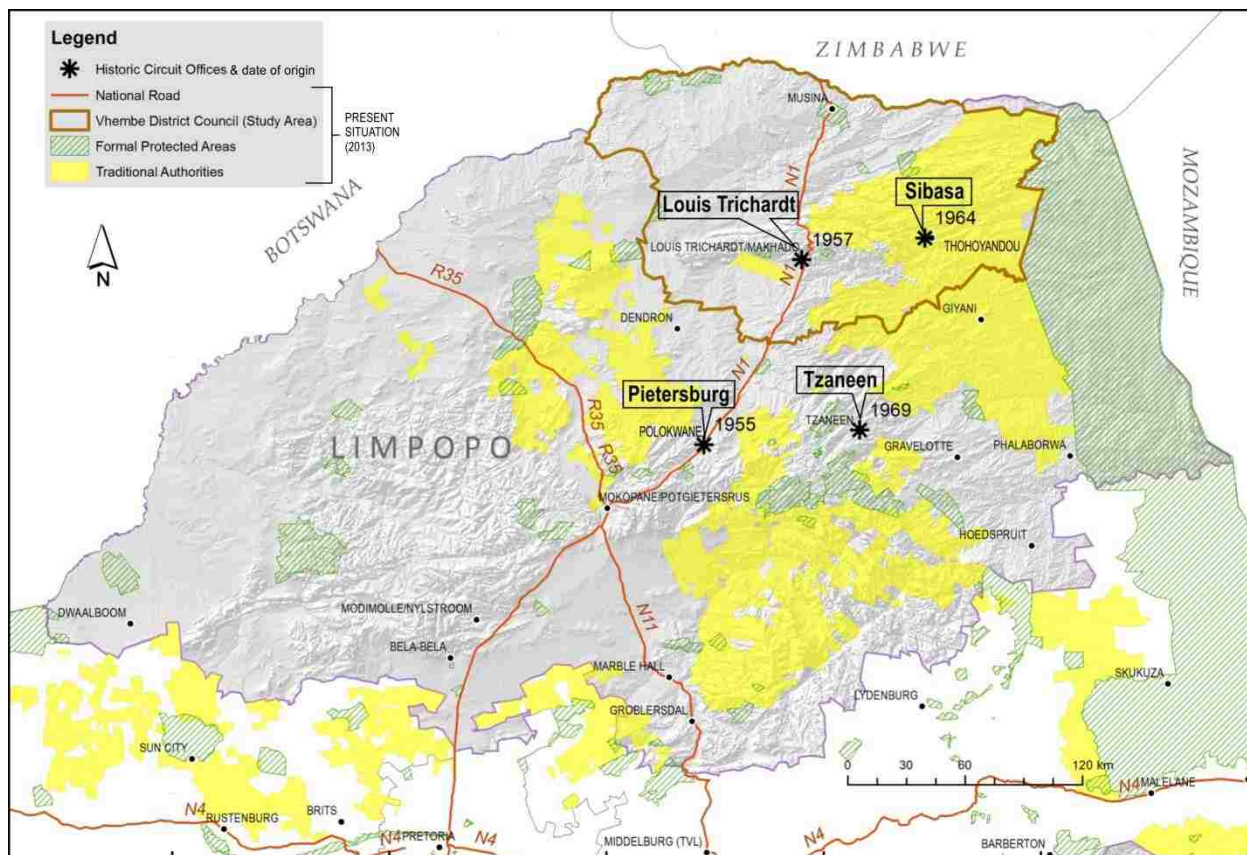 Legend
Historic Circuit Offices & date of origin
National Road
Vhembe District Council (Study Area)
Formal Protected Areas
Traditional Authorities
PRESENT
SITUATION
(2013)
ZIMBABWE
BOTSWANA
MOZAMBIQUE
N
MUSINA
N1
Louis Trichardt
1957
LOUIS TRICHARDT/MAKHADO
N1
Sibasa
1964
THOHOYANDOU
R35
DENDRON
GIYANI
N1
Pietersburg
1955
POLOKWANE
Tzaneen
1969
TZANEEN
R35
R35
LIMPOPO
GRAVELOTTE
PHALABORWA
MOKOPANE/POTGIETERSRUS
HOEDSPRUIT
DWAALBOOM
MODIMOLLE/NYLSTROOM
BELA-BELA
N11
MARBLE HALL
GROBLERSDAL
LYDENBURG
SKUKUZA
SUN CITY
0 30 60 120 km
N4
MALELANE
N4
RUSTENBURG
BRITS
N4
PRETORIA
N4
MIDDELBURG (TVL)
N4
BARBERTON